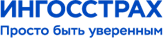 ИНГОССТРАХ
Просто быть уверенным